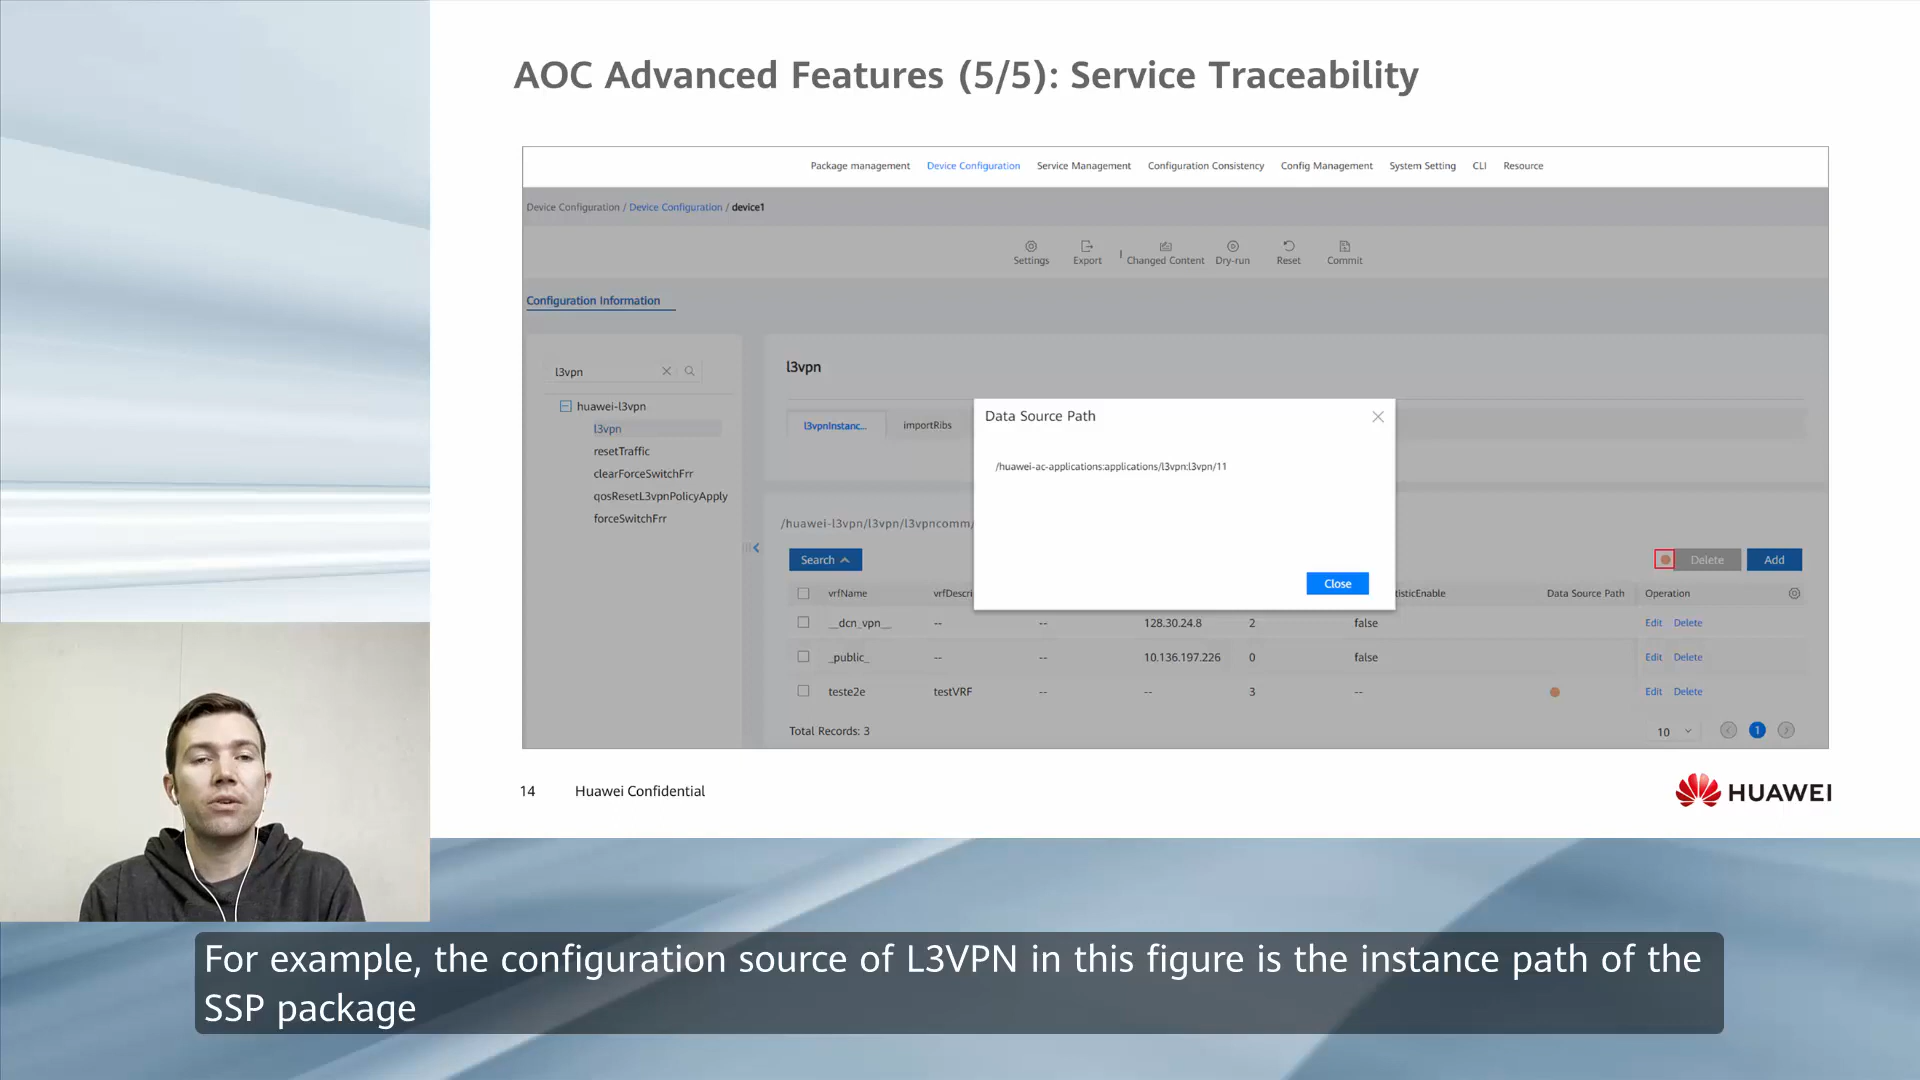 AOC Advanced Features (5/5): Service Traceability
Package management Device Configuration Service Management Configuration Consistency Config Management System Setting CLI Resource
Device Configuration / Device Configuration / device1
Settings Export Changed Content Dry-run Reset Commit
Configuration Information
l3vpn
huawei-l3vpn
l3vpn
resetTraffic
clearForceSwitchFrr
qosResetL3vpnPolicyApply
forceSwitchFrr
l3vpn
l3vpnInstanc... importRibs
Data Source Path
/huawei-ac-applications:applications/l3vpn:l3vpn/11
Close
/huawei-l3vpn/l3vpn/l3vpncomm/
Search Delete Add
vrfName vrfDescri isticEnable Data Source Path Operation
__dcn_vpn__ -- -- 128.30.24.8 2 false Edit Delete
_public_ -- -- 10.136.197.226 0 false Edit Delete
teste2e testVRF -- -- 3 -- Edit Delete
Total Records: 3 10 1
14 Huawei Confidential
HUAWEI
For example, the configuration source of L3VPN in this figure is the instance path of the
SSP package